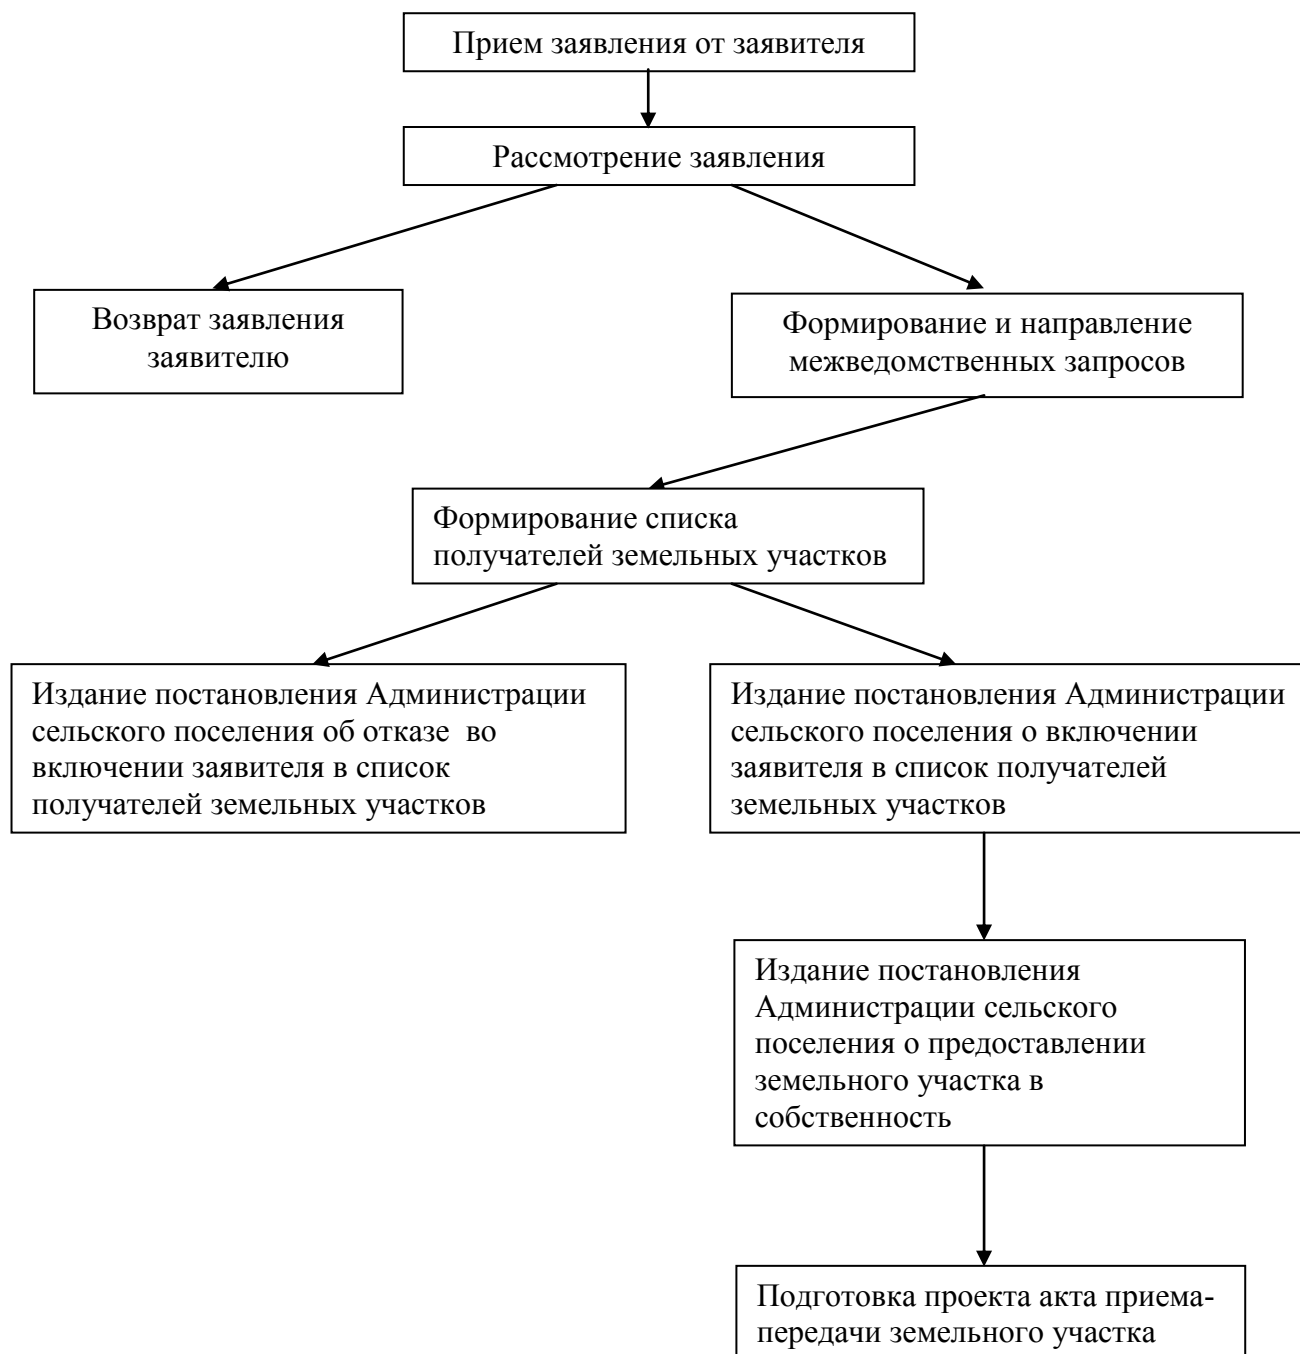 Прием заявления от заявителя
Рассмотрение заявления
Возврат заявления
заявителю
Формирование и направление
межведомственных запросов
Формирование списка
получателей земельных участков
Издание постановления Администрации
сельского поселения об отказе  во
включении заявителя в список
получателей земельных участков
Издание постановления Администрации
сельского поселения о включении
заявителя в список получателей
земельных участков
Издание постановления
Администрации сельского
поселения о предоставлении
земельного участка в
собственность
Подготовка проекта акта приема-
передачи земельного участка